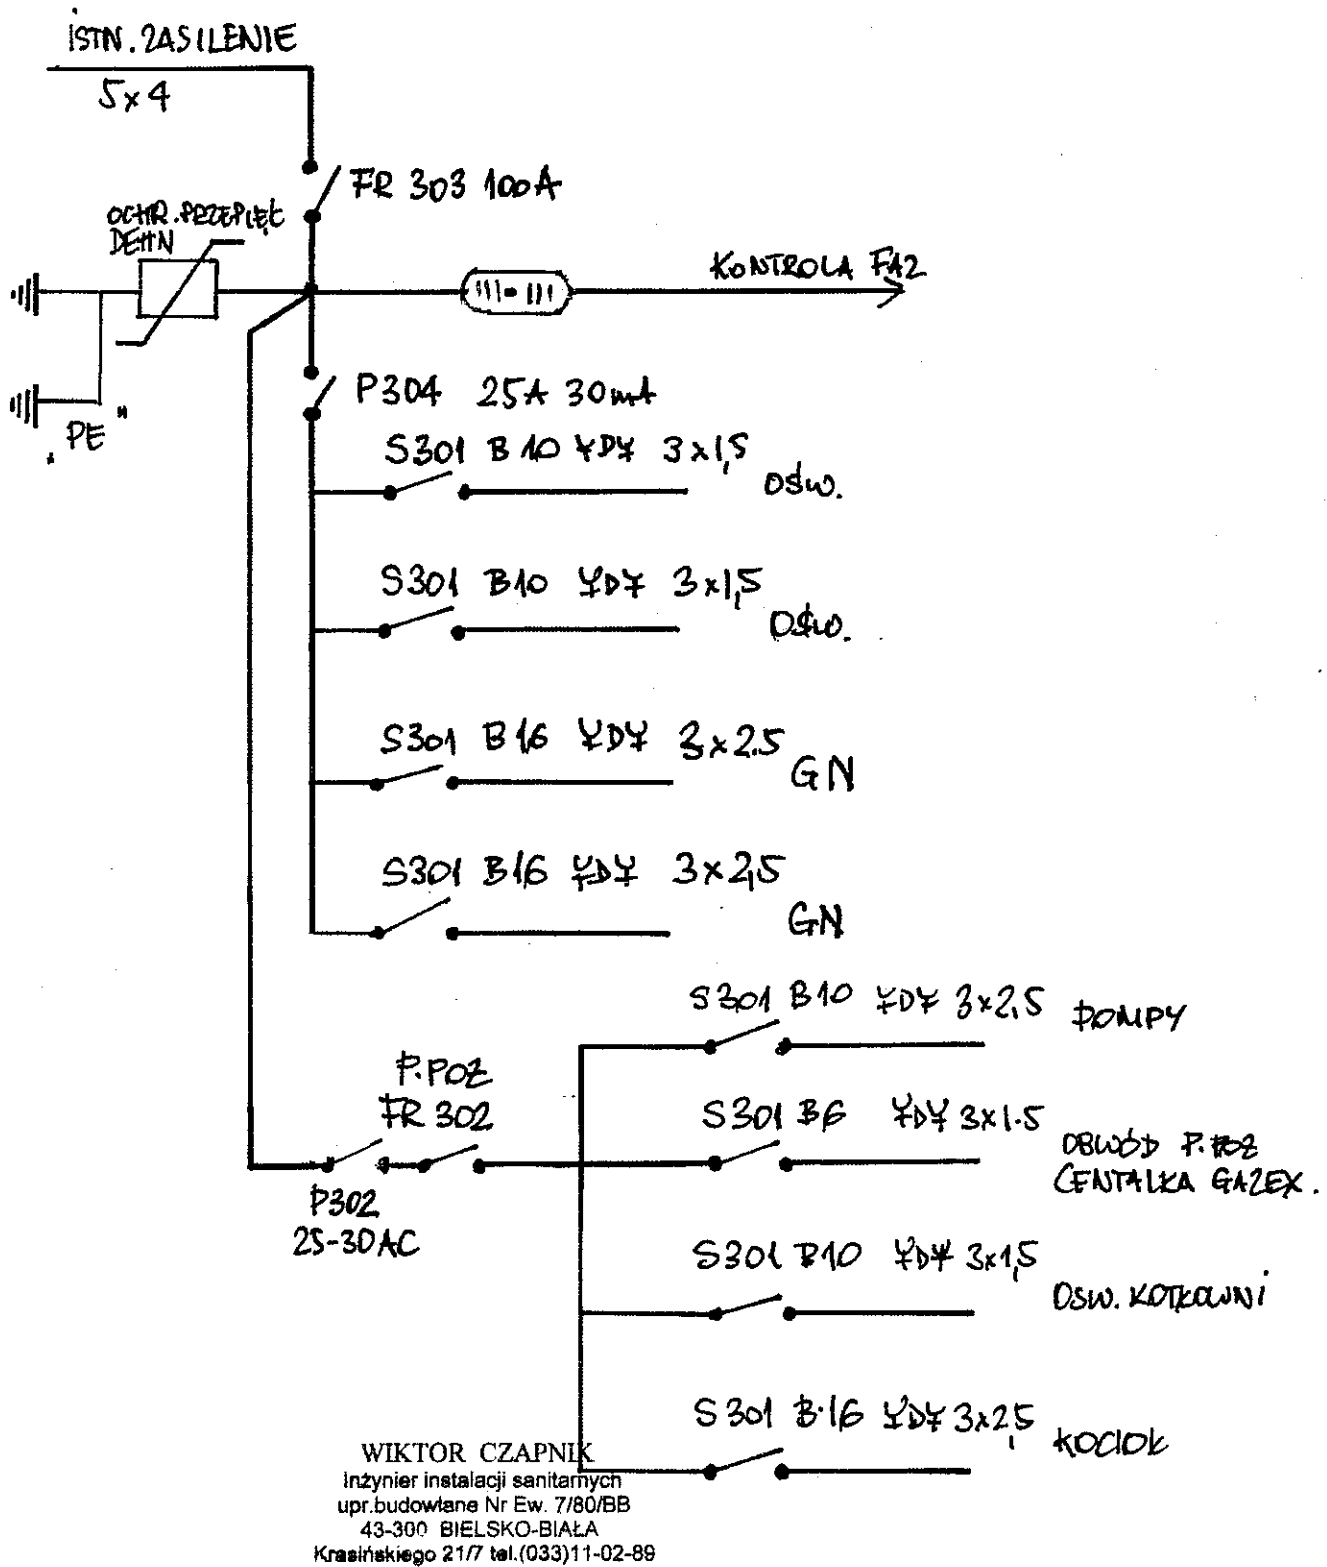 ISTN. ZASILENIE
5x4
FR 303 100A
OCHR. PRZEPIĘĆ
DEHN
KONTROLA FAZ
P304 25A 30mA
„PE"
S301 B10 YDY 3x1,5
OŚW.
S301 B10 YDY 3x1,5
OŚW.
S301 B16 YDY 3x2.5
GN
S301 B16 YDY 3x2,5
GN
S301 B10 YDY 3x2,5
POMPY
P.POŻ
FR 302
S301 B6 YDY 3x1.5
OBWÓD P.POŻ
CENTALKA GAZEX.
P302
25-30AC
S301 B10 YDY 3x1,5
OSW. KOTŁOWNI
S301 B16 YDY 3x2,5
KOCIOŁ
WIKTOR CZAPNIK
Inżynier instalacji sanitarnych
upr.budowlane Nr Ew. 7/80/BB
43-300 BIELSKO-BIAŁA
Krasińskiego 21/7 tel.(033)11-02-89